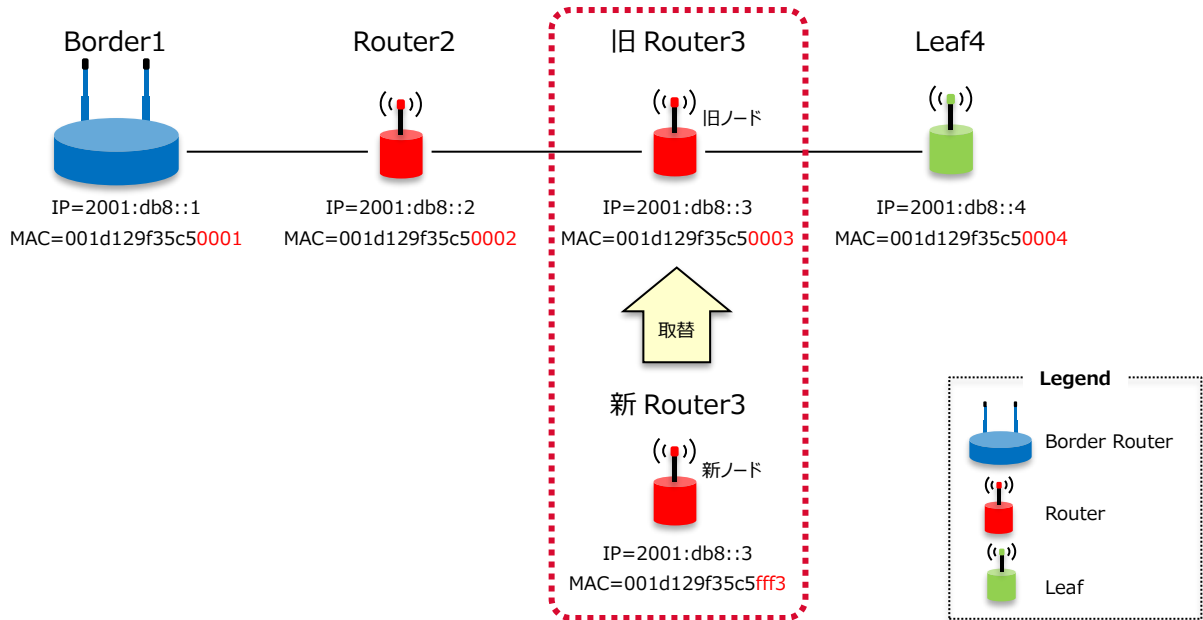 Border1
Router2
旧 Router3
Leaf4
旧ノード
IP=2001:db8::1
MAC=001d129f35c50001
IP=2001:db8::2
MAC=001d129f35c50002
IP=2001:db8::3
MAC=001d129f35c50003
IP=2001:db8::4
MAC=001d129f35c50004
取替
新 Router3
新ノード
IP=2001:db8::3
MAC=001d129f35c5fff3
Legend
Border Router
Router
Leaf